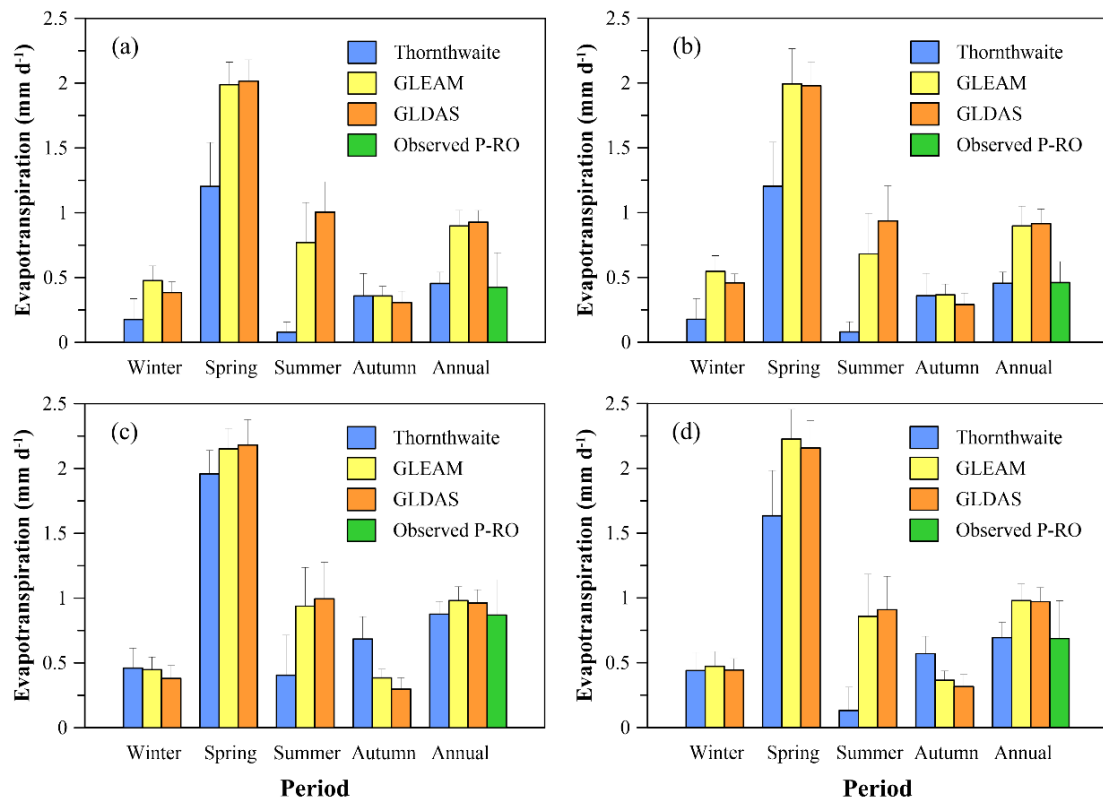 (a)
Evapotranspiration (mm d-1)
2.5
2
1.5
1
0.5
0
Thornthwaite
GLEAM
GLDAS
Observed P-RO
Winter Spring Summer Autumn Annual
(b)
Evapotranspiration (mm d-1)
2.5
2
1.5
1
0.5
0
Thornthwaite
GLEAM
GLDAS
Observed P-RO
Winter Spring Summer Autumn Annual
(c)
Evapotranspiration (mm d-1)
2.5
2
1.5
1
0.5
0
Thornthwaite
GLEAM
GLDAS
Observed P-RO
Winter Spring Summer Autumn Annual
Period
(d)
Evapotranspiration (mm d-1)
2.5
2
1.5
1
0.5
0
Thornthwaite
GLEAM
GLDAS
Observed P-RO
Winter Spring Summer Autumn Annual
Period